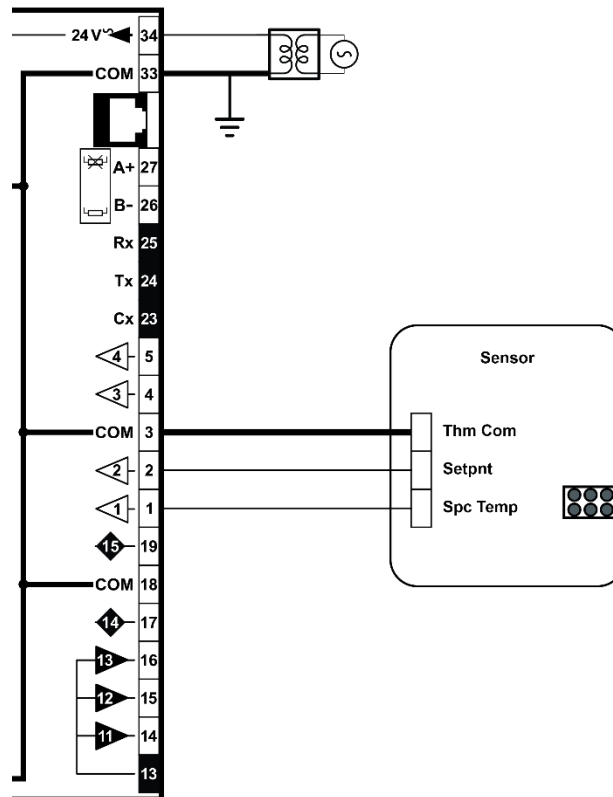 24 V 34
COM 33
A+ 27
B- 26
Rx 25
Tx 24
Cx 23
4 5
3 4
COM 3
2 2
1 1
15 19
COM 18
14 17
13 16
12 15
11 14
13
Sensor
Thm Com
Setpnt
Spc Temp